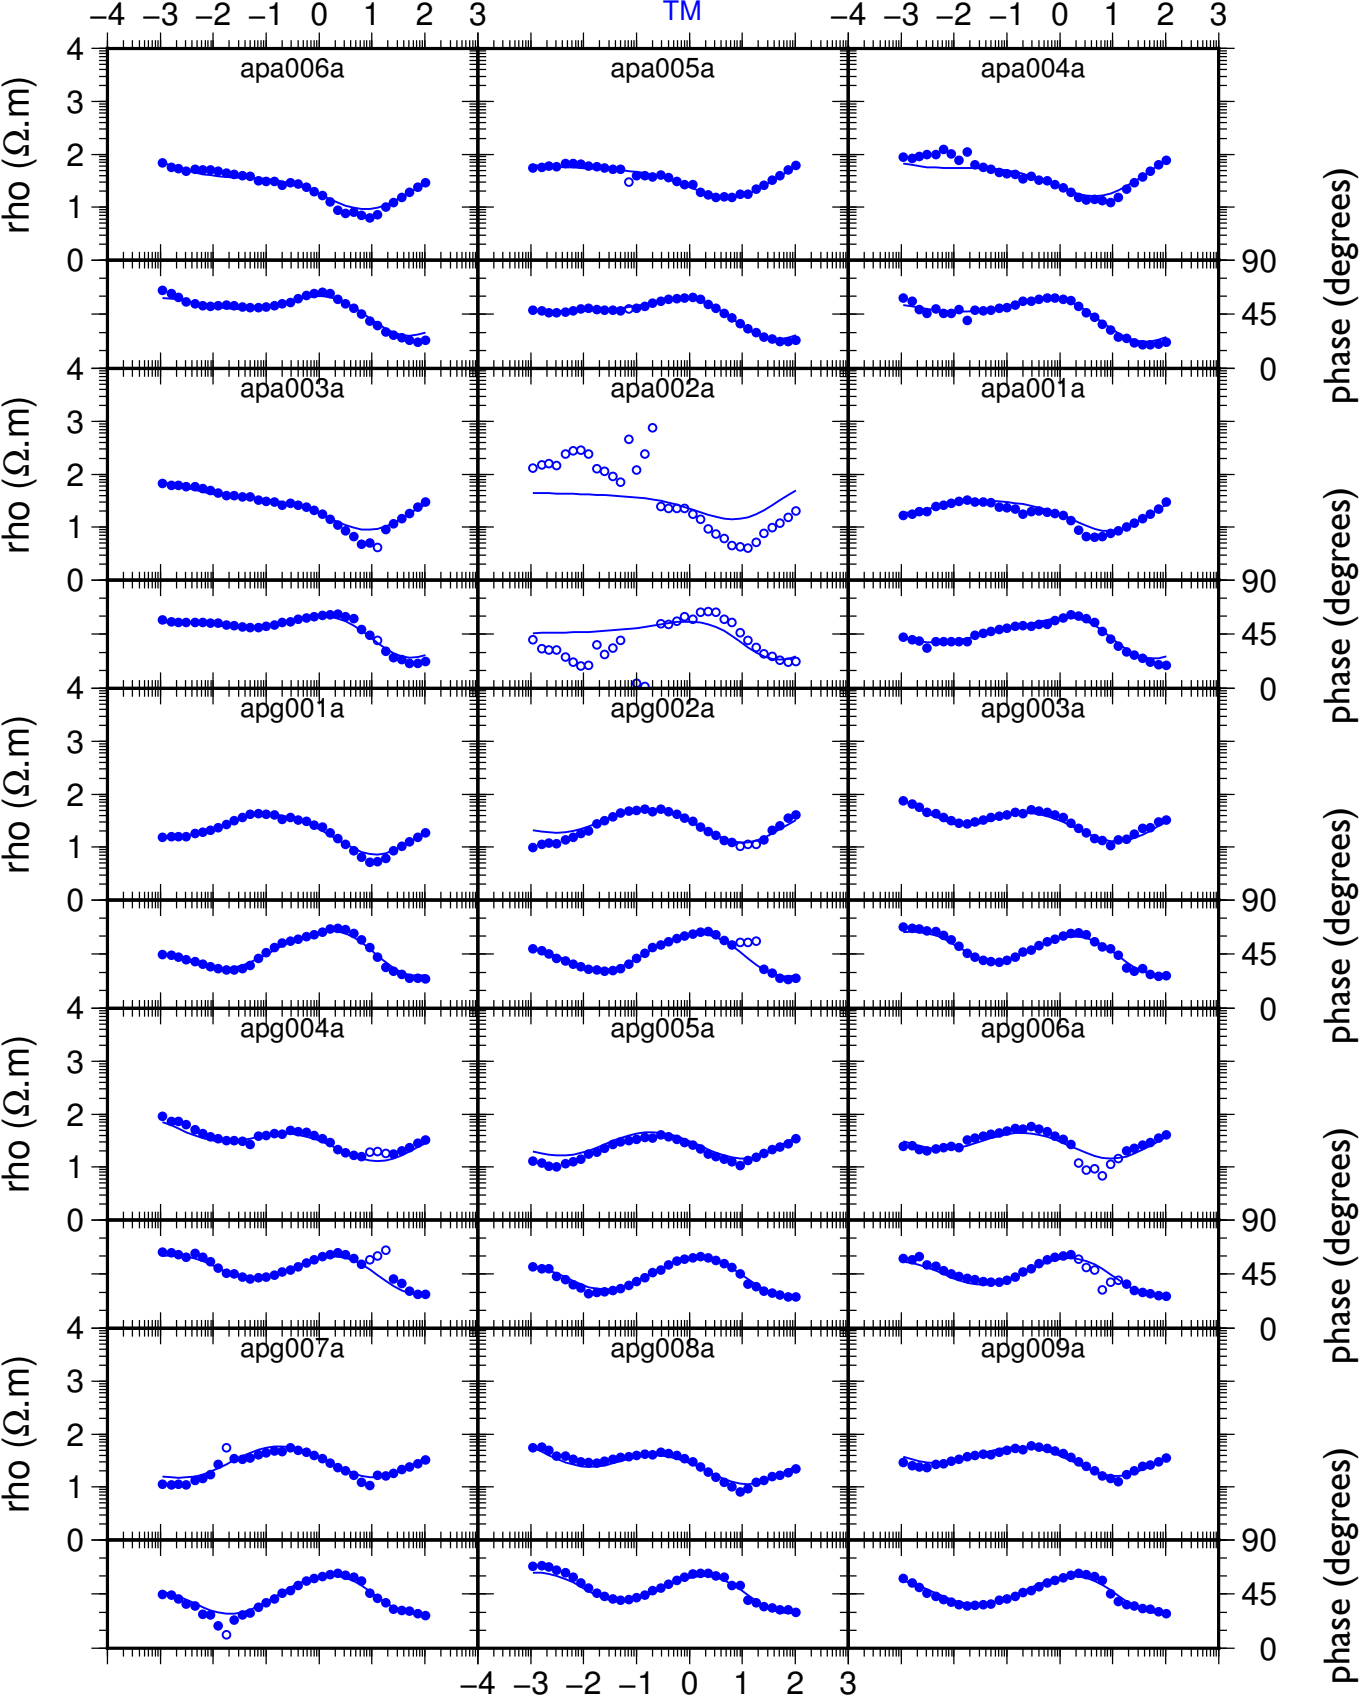 −4 −3 −2 −1 0 1 2 TM −4 −3 −2 −1 0 1 2 3
apa006a apa005a apa004a
4
3
2
1
0
rho (Ω.m)
90
45
0
phase (degrees)
apa003a apa002a apa001a
4
3
2
1
0
rho (Ω.m)
90
45
0
phase (degrees)
apg001a apg002a apg003a
4
3
2
1
0
rho (Ω.m)
90
45
0
phase (degrees)
apg004a apg005a apg006a
4
3
2
1
0
rho (Ω.m)
90
45
0
phase (degrees)
apg007a apg008a apg009a
4
3
2
1
0
rho (Ω.m)
90
45
0
phase (degrees)
−4 −3 −2 −1 0 1 2 3